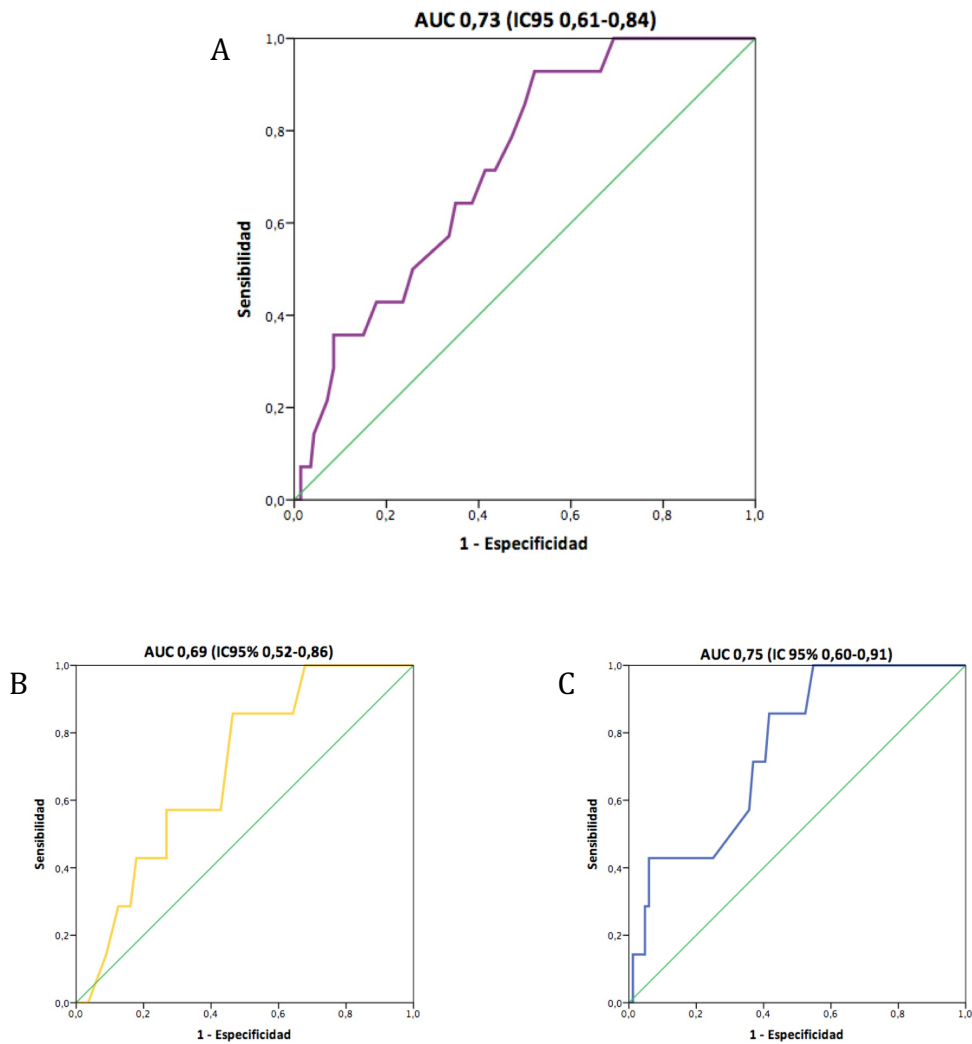 AUC 0,73 (IC95 0,61-0,84)
A
1,0
0,8
0,6
0,4
0,2
0,0
Sensibilidad
0,0 0,2 0,4 0,6 0,8 1,0
1 - Especificidad
AUC 0,69 (IC95% 0,52-0,86)
B
1,0
0,8
0,6
0,4
0,2
0,0
Sensibilidad
0,0 0,2 0,4 0,6 0,8 1,0
1 - Especificidad
AUC 0,75 (IC 95% 0,60-0,91)
C
1,0
0,8
0,6
0,4
0,2
0,0
Sensibilidad
0,0 0,2 0,4 0,6 0,8 1,0
1 - Especificidad